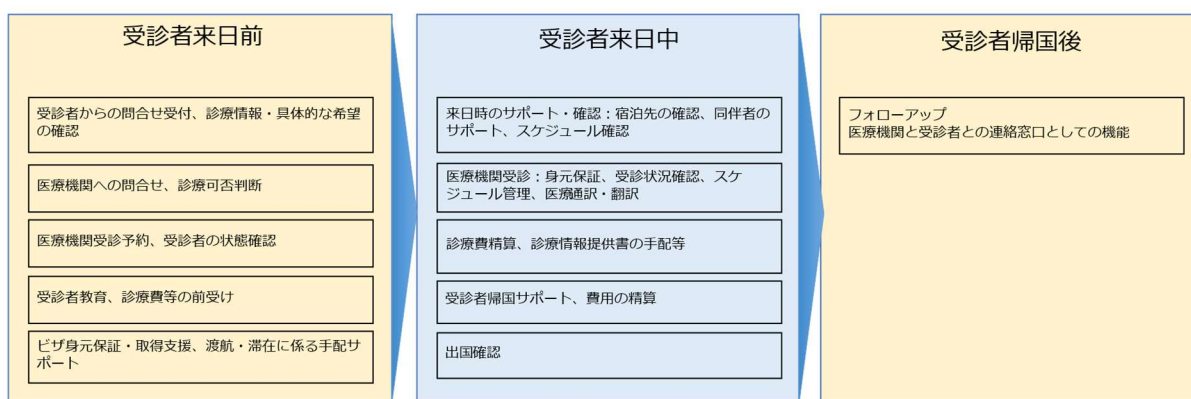 受診者来日前
受診者からの問合せ受付、診療情報・具体的な希望
の確認
医療機関への問合せ、診療可否判断
医療機関受診予約、受診者の状態確認
受診者教育、診療費等の前受け
ビザ身元保証・取得支援、渡航・滞在に係る手配サ
ポート
受診者来日中
来日時のサポート・確認：宿泊先の確認、同伴者の
サポート、スケジュール確認
医療機関受診：身元保証、受診状況確認、スケ
ジュール管理、医療通訳・翻訳
診療費精算、診療情報提供書の手配等
受診者帰国サポート、費用の精算
出国確認
受診者帰国後
フォローアップ
医療機関と受診者との連絡窓口としての機能